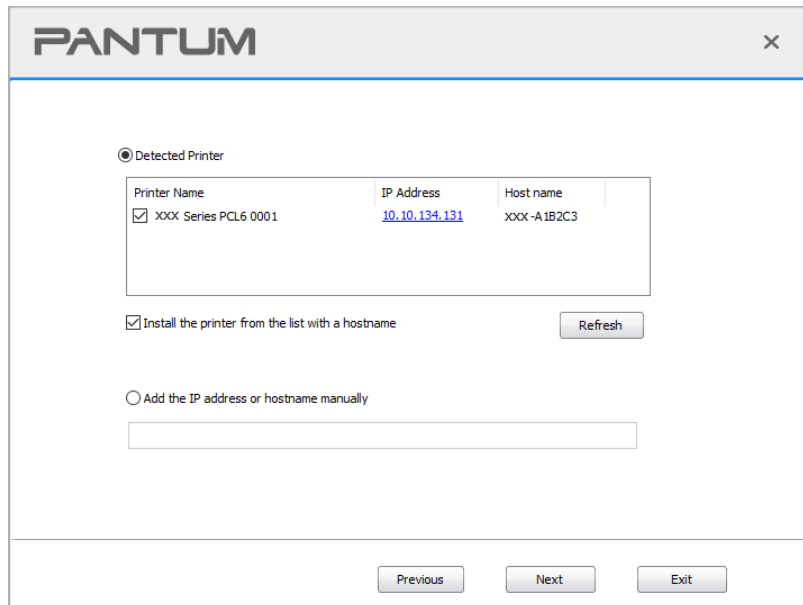 PANTUM
Detected Printer
Printer Name IP Address Host name
XXX Series PCL6 0001 10.10.134.131 XXX-A1B2C3
Install the printer from the list with a hostname
Refresh
Add the IP address or hostname manually
Previous Next Exit